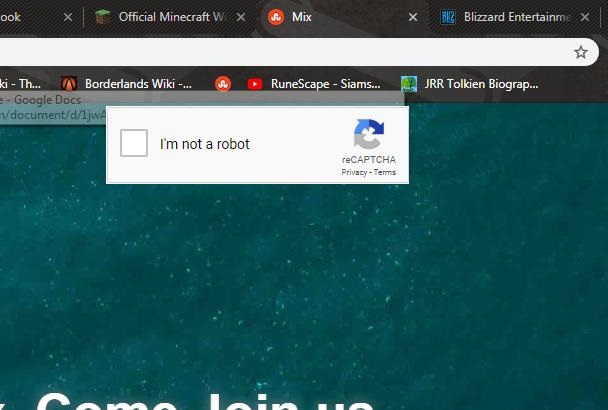 ook
Official Minecraft Wi
Mix
Blizzard Entertainme
ki - Th...
Borderlands Wiki -...
RuneScape - Siams...
JRR Tolkien Biograp...
e - Google Docs
n/document/d/1jwA
I'm not a robot
reCAPTCHA
Privacy - Terms
Come Join us